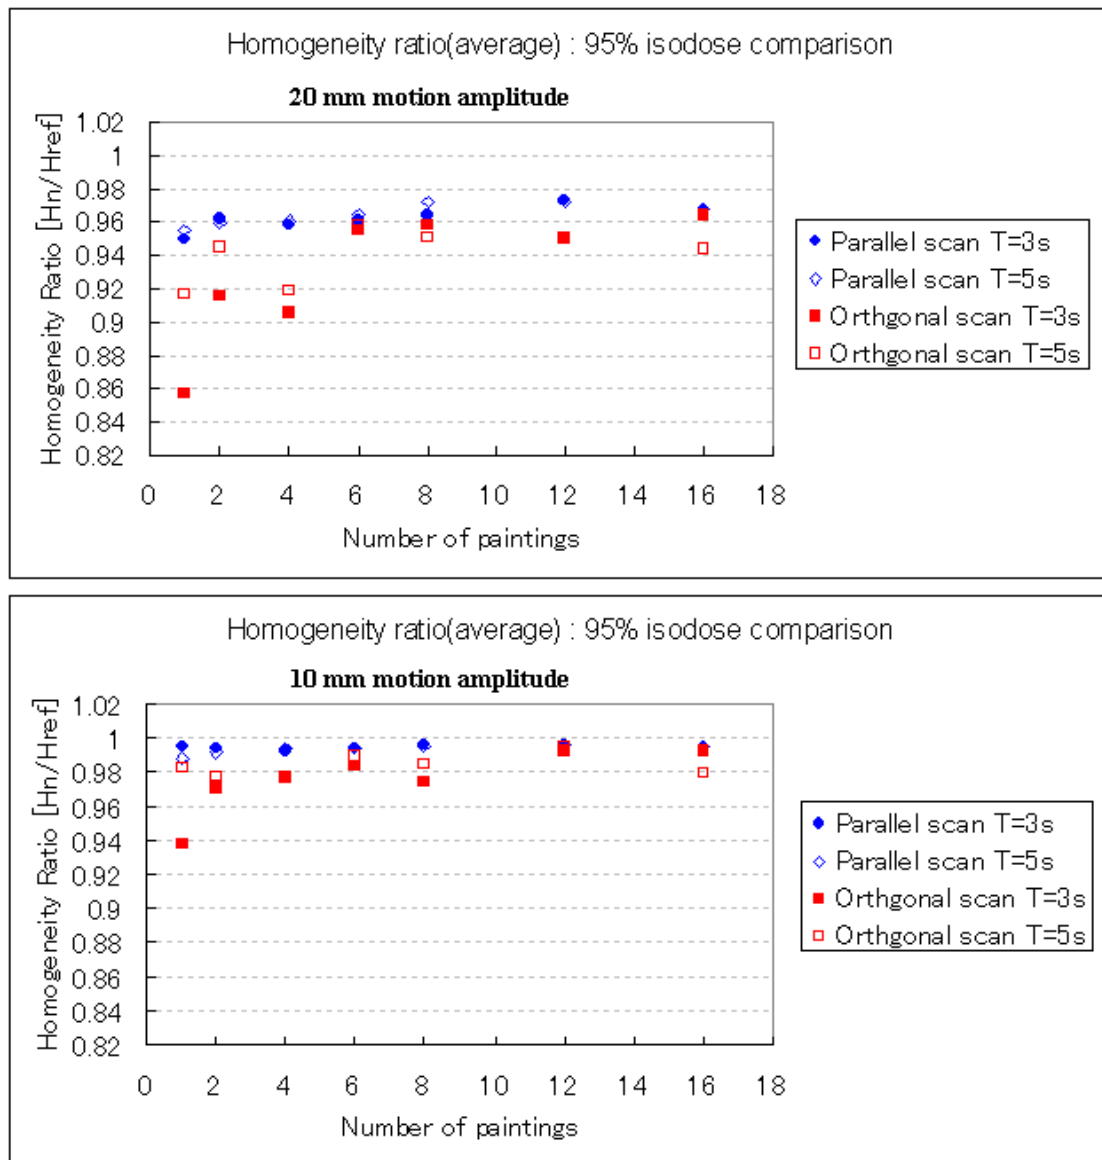 Homogeneity ratio(average) : 95% isodose comparison
20 mm motion amplitude
Homogeneity Ratio [Hn/Href]
1.02
1
0.98
0.96
0.94
0.92
0.9
0.88
0.86
0.84
0.82
0 2 4 6 8 10 12 14 16 18
Number of paintings
Parallel scan T=3s
Parallel scan T=5s
Orthgonal scan T=3s
Orthgonal scan T=5s
Homogeneity ratio(average) : 95% isodose comparison
10 mm motion amplitude
Homogeneity Ratio [Hn/Href]
1.02
1
0.98
0.96
0.94
0.92
0.9
0.88
0.86
0.84
0.82
0 2 4 6 8 10 12 14 16 18
Number of paintings
Parallel scan T=3s
Parallel scan T=5s
Orthgonal scan T=3s
Orthgonal scan T=5s